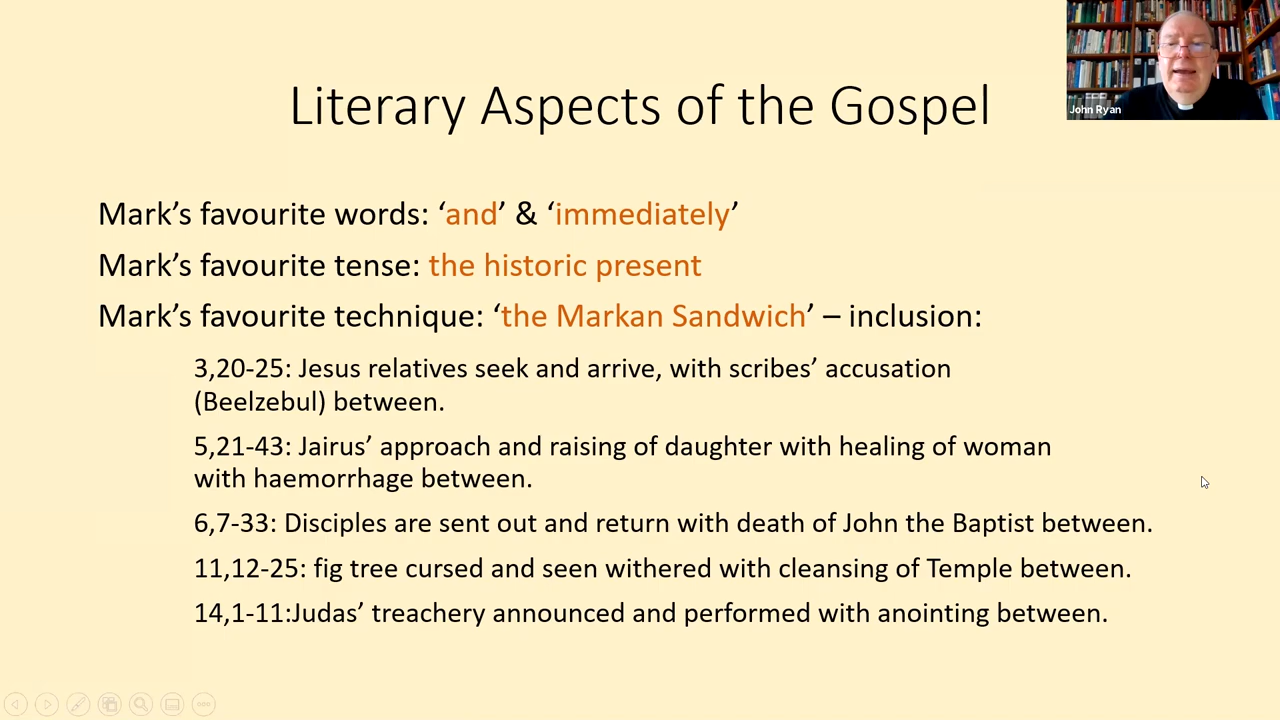 Literary Aspects of the Gospel
John Ryan
Mark’s favourite words: ‘and’ & ‘immediately’
Mark’s favourite tense: the historic present
Mark’s favourite technique: ‘the Markan Sandwich’ – inclusion:
3,20-25: Jesus relatives seek and arrive, with scribes’ accusation
(Beelzebul) between.
5,21-43: Jairus’ approach and raising of daughter with healing of woman
with haemorrhage between.
6,7-33: Disciples are sent out and return with death of John the Baptist between.
11,12-25: fig tree cursed and seen withered with cleansing of Temple between.
14,1-11:Judas’ treachery announced and performed with anointing between.